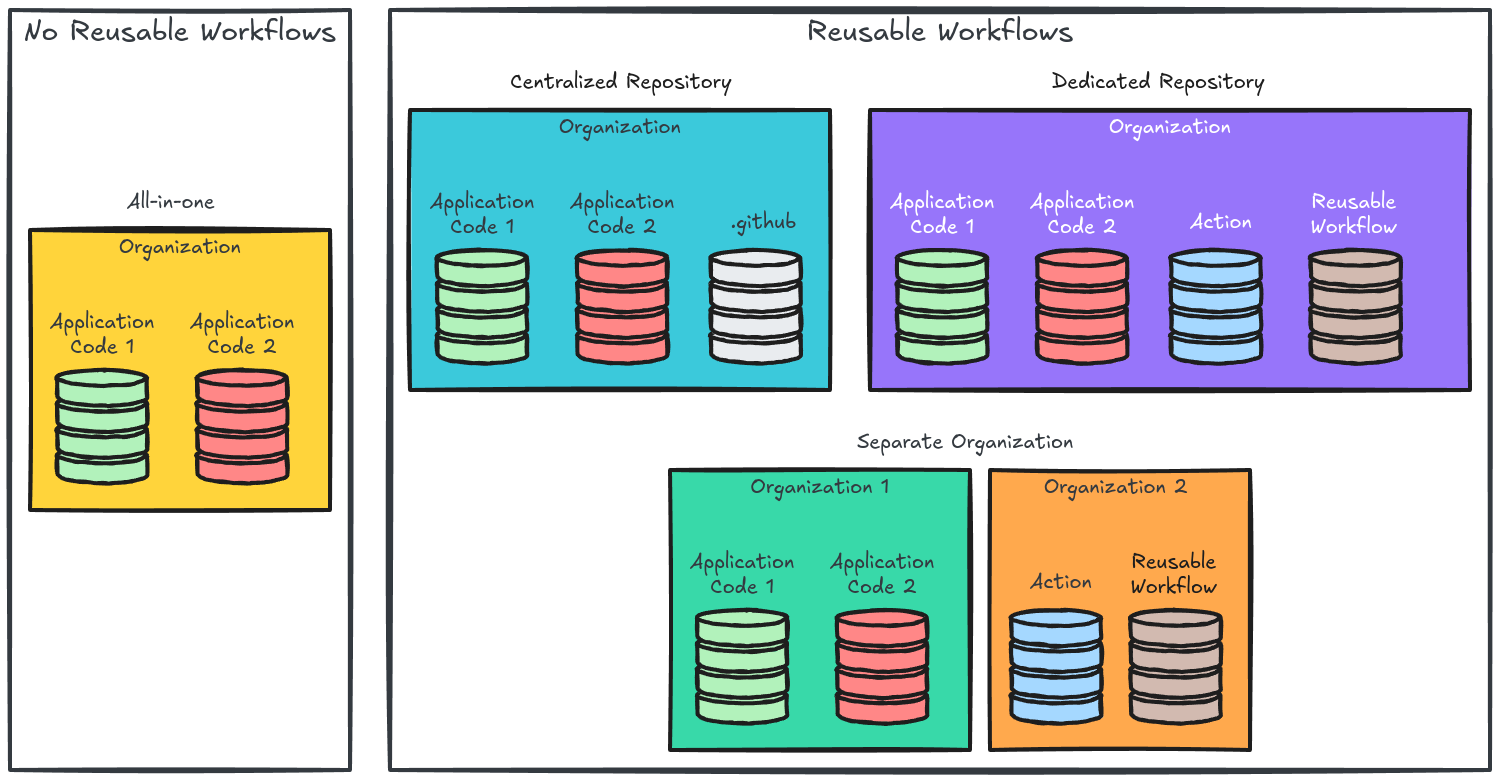 No Reusable Workflows
All-in-one
Organization
Application
Code 1
Application
Code 2
Reusable Workflows
Centralized Repository
Organization
Application
Code 1
Application
Code 2
.github
Dedicated Repository
Organization
Application
Code 1
Application
Code 2
Action
Reusable
Workflow
Separate Organization
Organization 1
Application
Code 1
Application
Code 2
Organization 2
Action
Reusable
Workflow